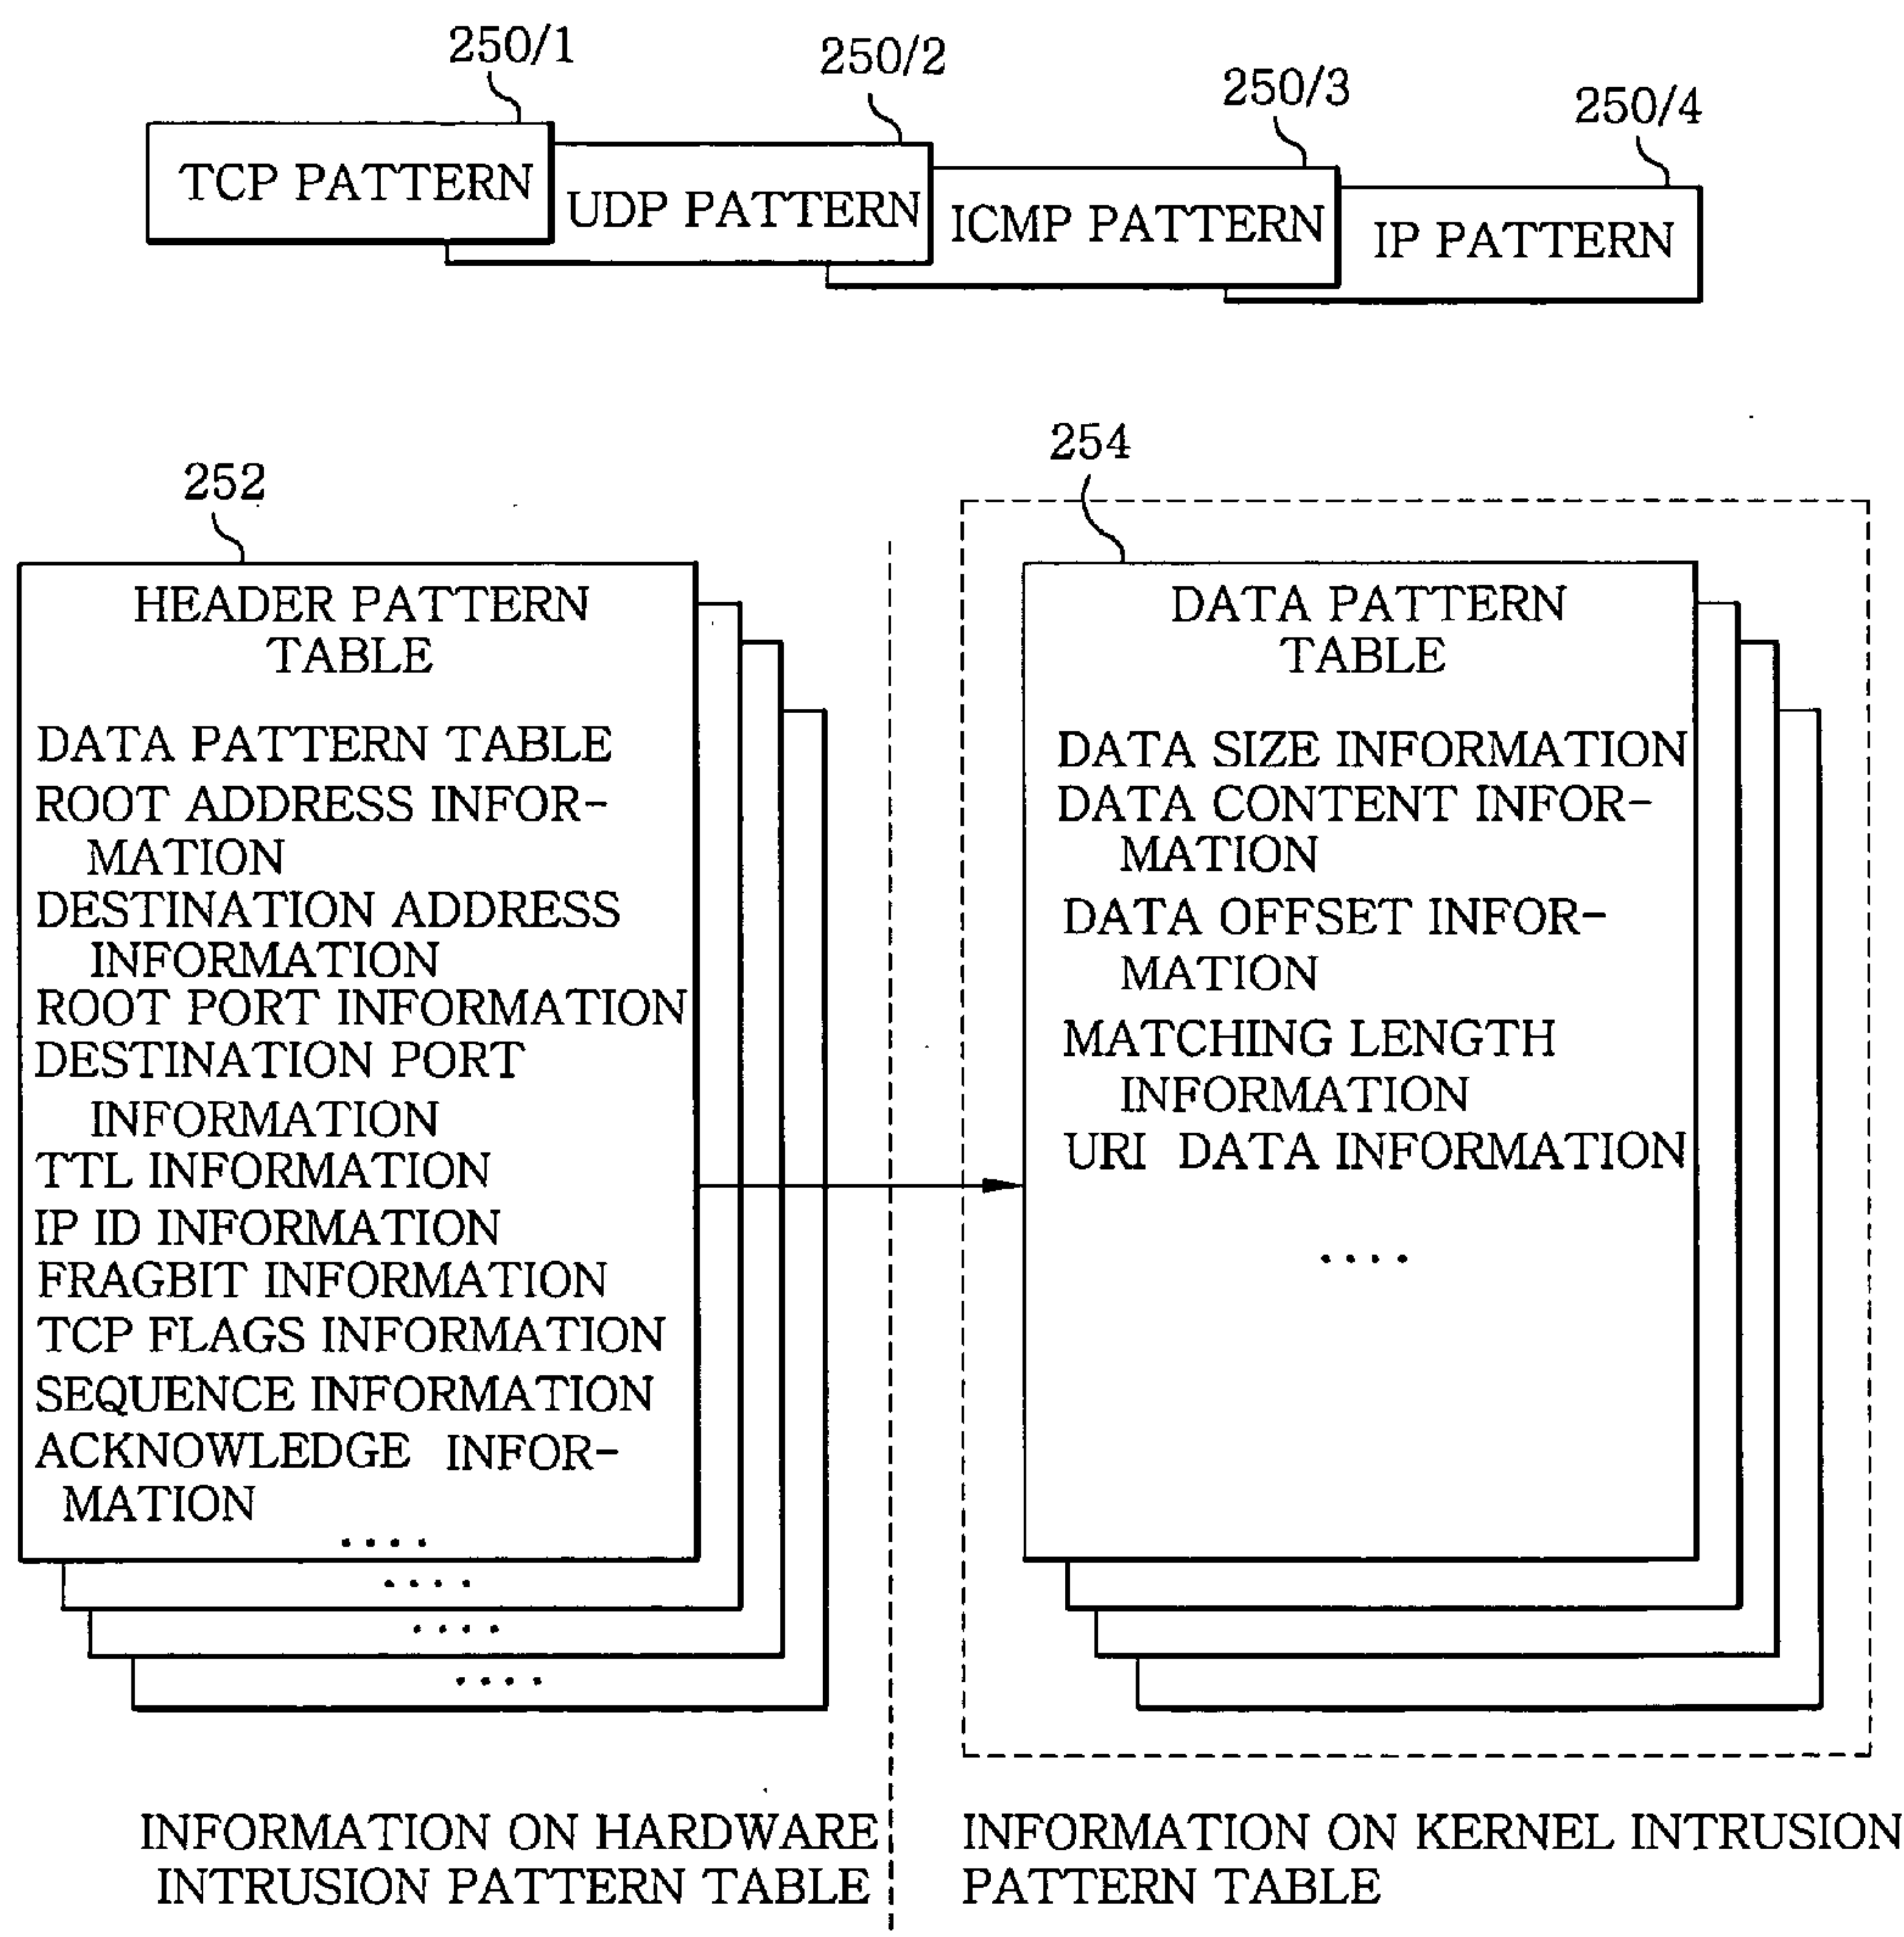 250/1
250/2
250/3
250/4
TCP PATTERN
UDP PATTERN
ICMP PATTERN
IP PATTERN
252
HEADER PATTERN
TABLE
DATA PATTERN TABLE
ROOT ADDRESS INFOR-
MATION
DESTINATION ADDRESS
INFORMATION
ROOT PORT INFORMATION
DESTINATION PORT
INFORMATION
TTL INFORMATION
IP ID INFORMATION
FRAGBIT INFORMATION
TCP FLAGS INFORMATION
SEQUENCE INFORMATION
ACKNOWLEDGE INFOR-
MATION
....
....
....
....
254
DATA PATTERN
TABLE
DATA SIZE INFORMATION
DATA CONTENT INFOR-
MATION
DATA OFFSET INFOR-
MATION
MATCHING LENGTH
INFORMATION
URI DATA INFORMATION
....
INFORMATION ON HARDWARE
INTRUSION PATTERN TABLE
INFORMATION ON KERNEL INTRUSION
PATTERN TABLE